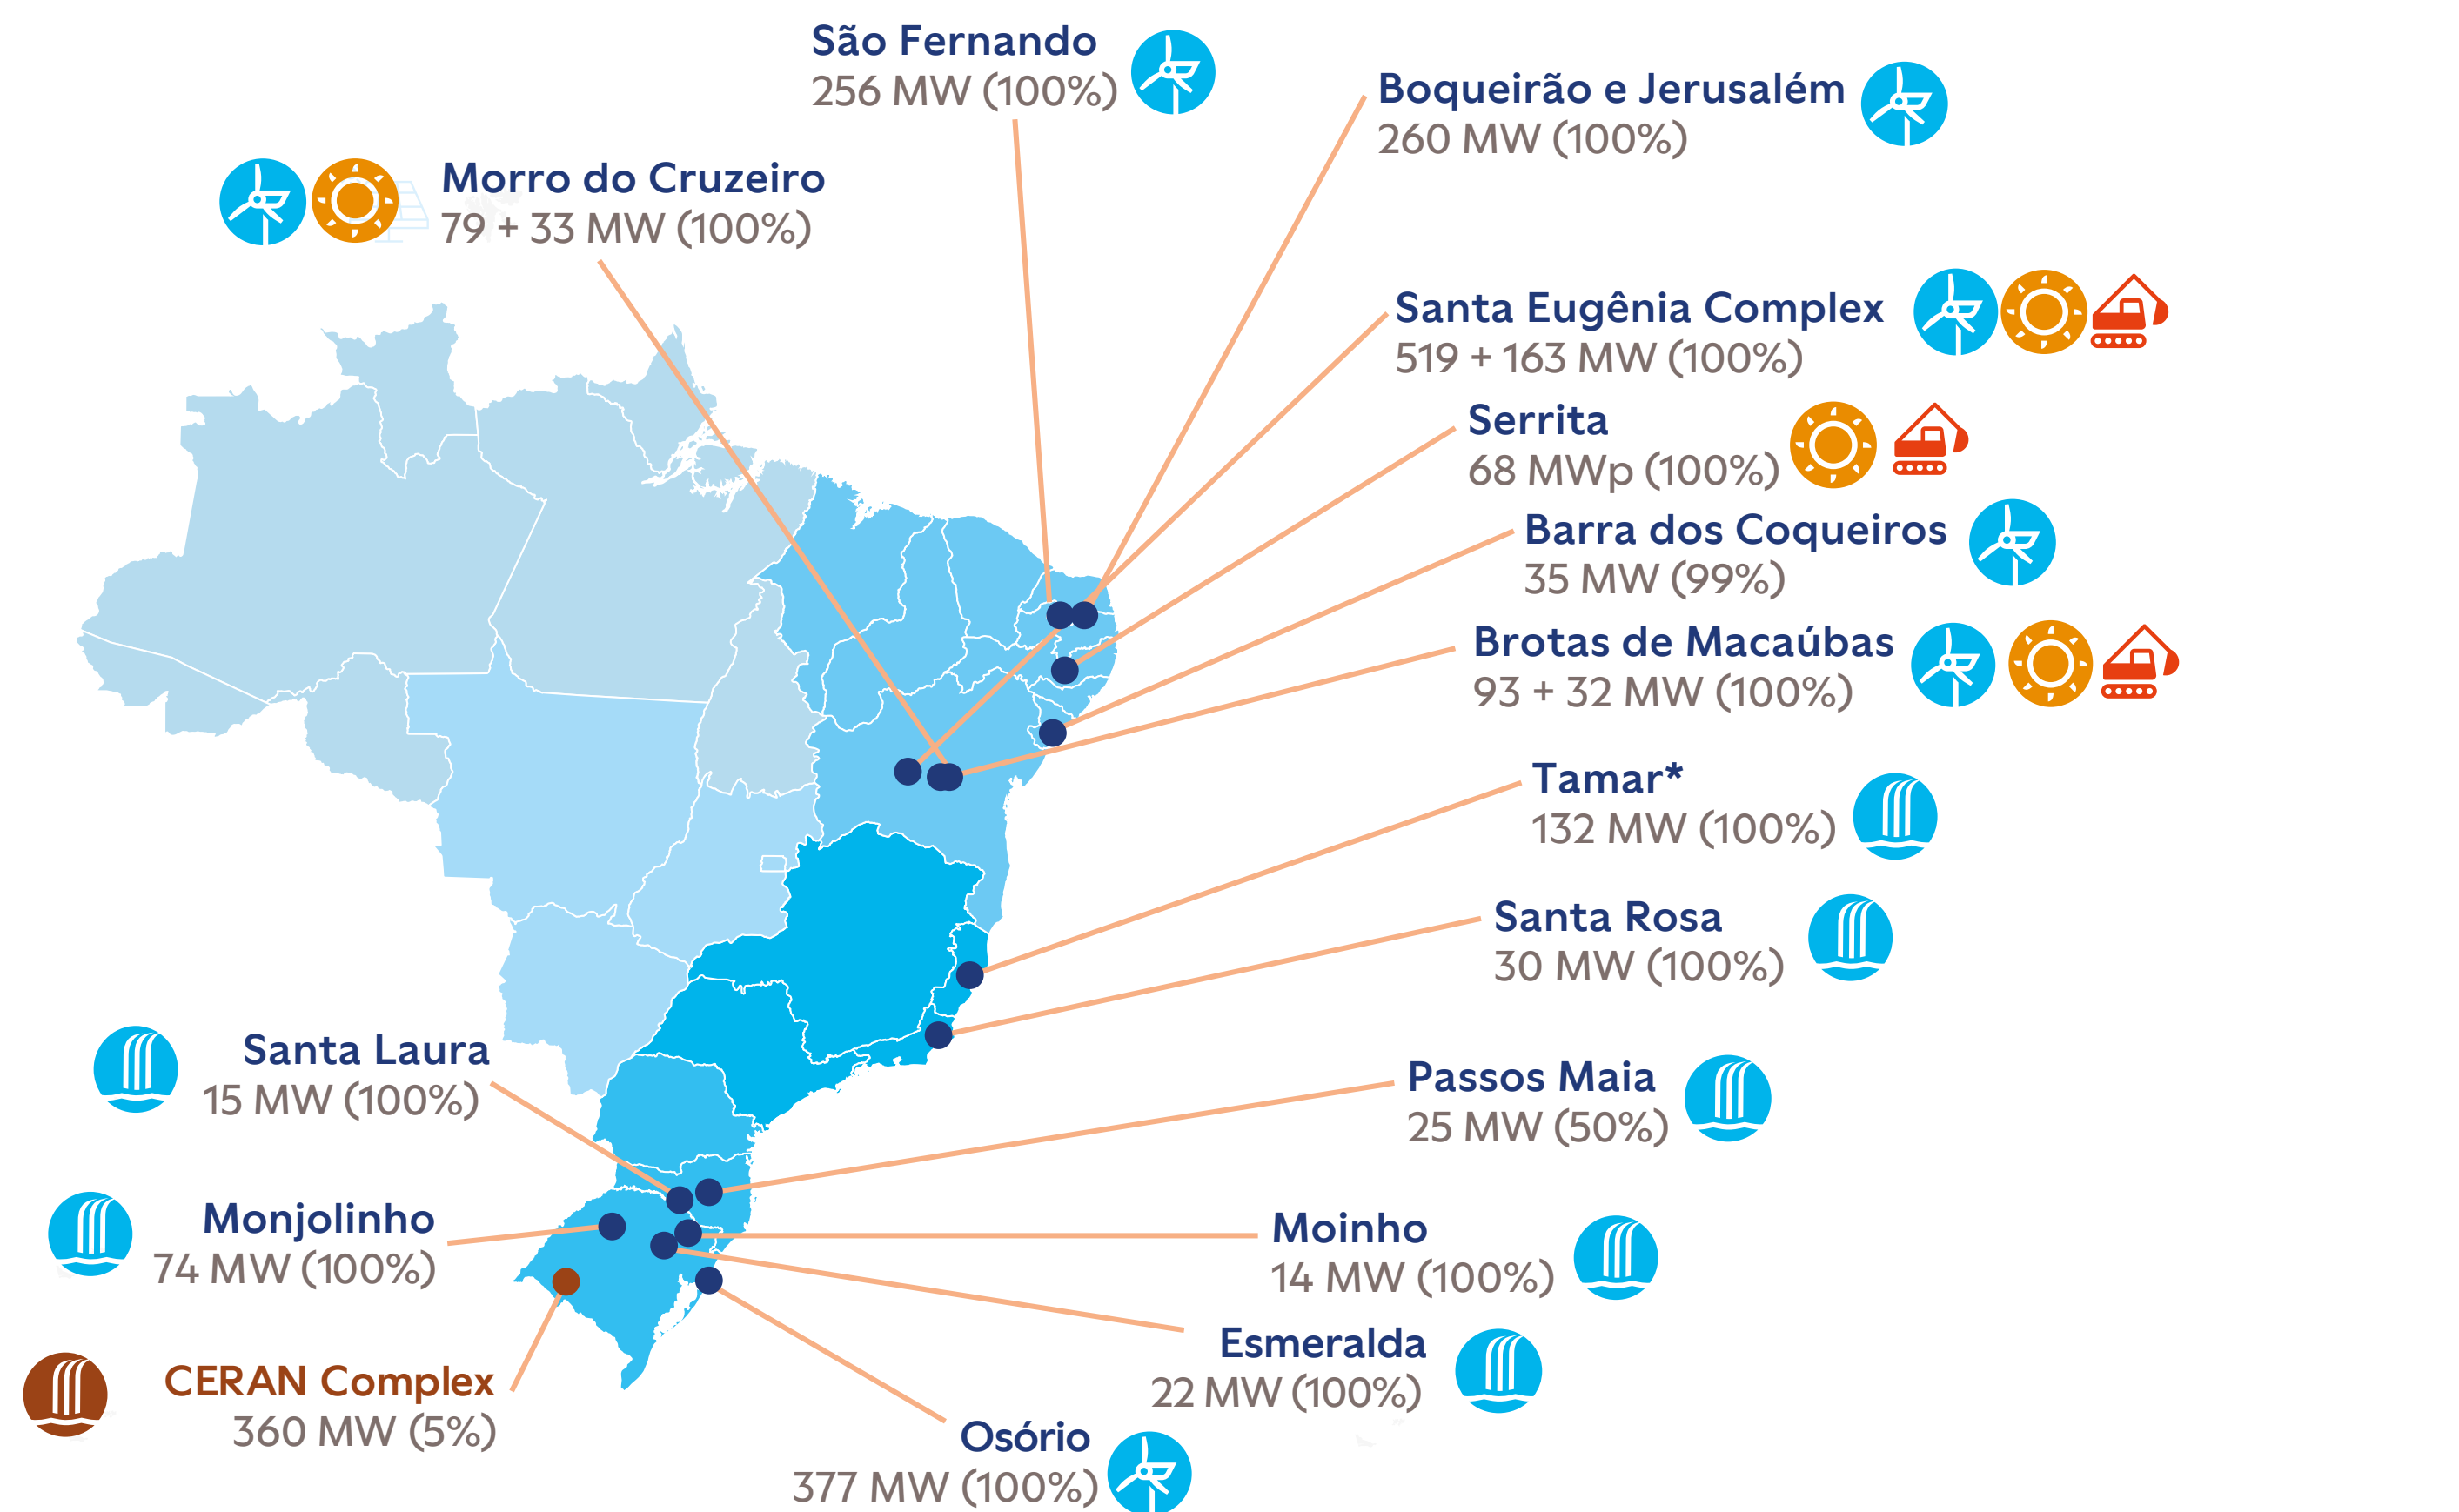 São Fernando
256 MW (100%)
Boqueirão e Jerusalém
260 MW (100%)
Morro do Cruzeiro
79 + 33 MW (100%)
Santa Eugênia Complex
519 + 163 MW (100%)
Serrita
68 MWp (100%)
Barra dos Coqueiros
35 MW (99%)
Brotas de Macaúbas
93 + 32 MW (100%)
Tamar*
132 MW (100%)
Santa Rosa
30 MW (100%)
Santa Laura
15 MW (100%)
Passos Maia
25 MW (50%)
Monjolinho
74 MW (100%)
Moinho
14 MW (100%)
Esmeralda
22 MW (100%)
CERAN Complex
360 MW (5%)
Osório
377 MW (100%)